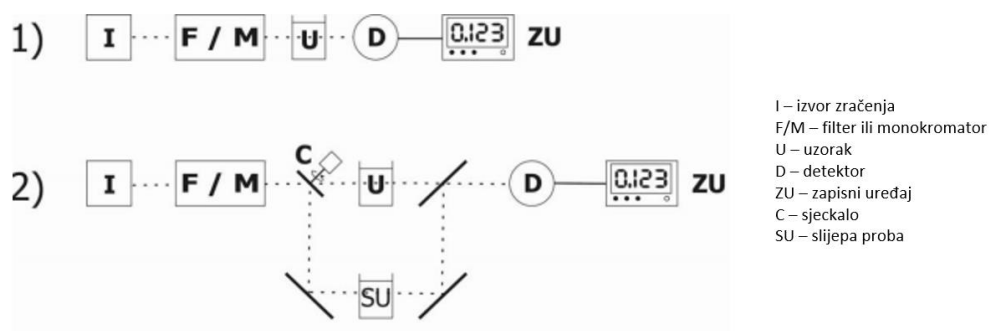 1) I F / M U D 0.123 ZU
I – izvor zračenja
F/M – filter ili monokromator
U – uzorak
D – detektor
ZU – zapisni uređaj
C – sjeckalo
SU – slijepa proba
C
2) I F / M U D 0.123 ZU
SU